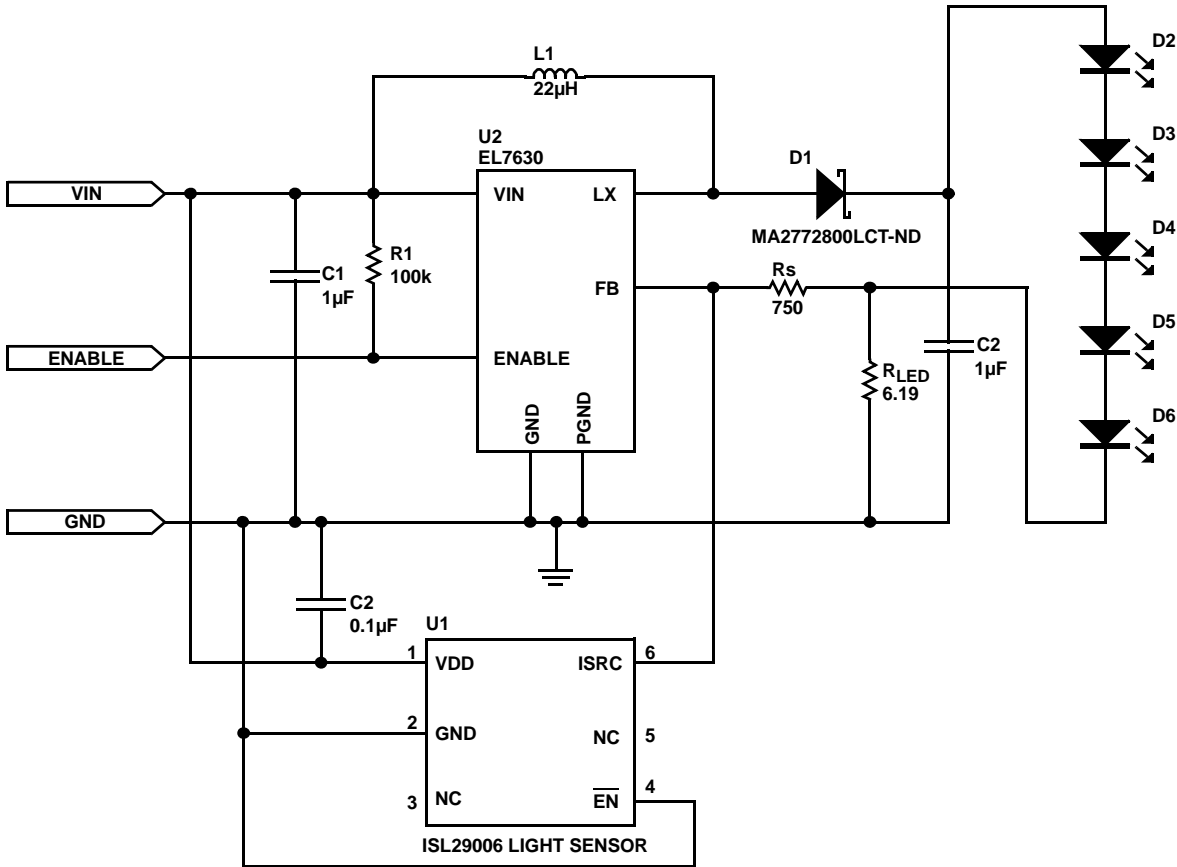 L1
22µH
D2
U2
EL7630
D1
D3
VIN
VIN
LX
MA2772800LCT-ND
D4
R1
100k
C1
1µF
FB
Rs
750
D5
ENABLE
ENABLE
C2
1µF
RLED
6.19
D6
GND
PGND
GND
C2
0.1µF
U1
1
VDD
ISRC
6
2
GND
NC
5
3
NC
EN
4
ISL29006 LIGHT SENSOR